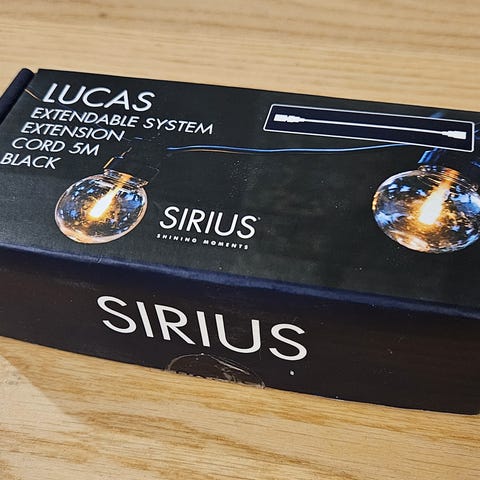 LUCAS
EXTENDABLE SYSTEM
EXTENSION
CORD 5M
BLACK
SIRIUS
SHINING MOMENTS
SIRIUS